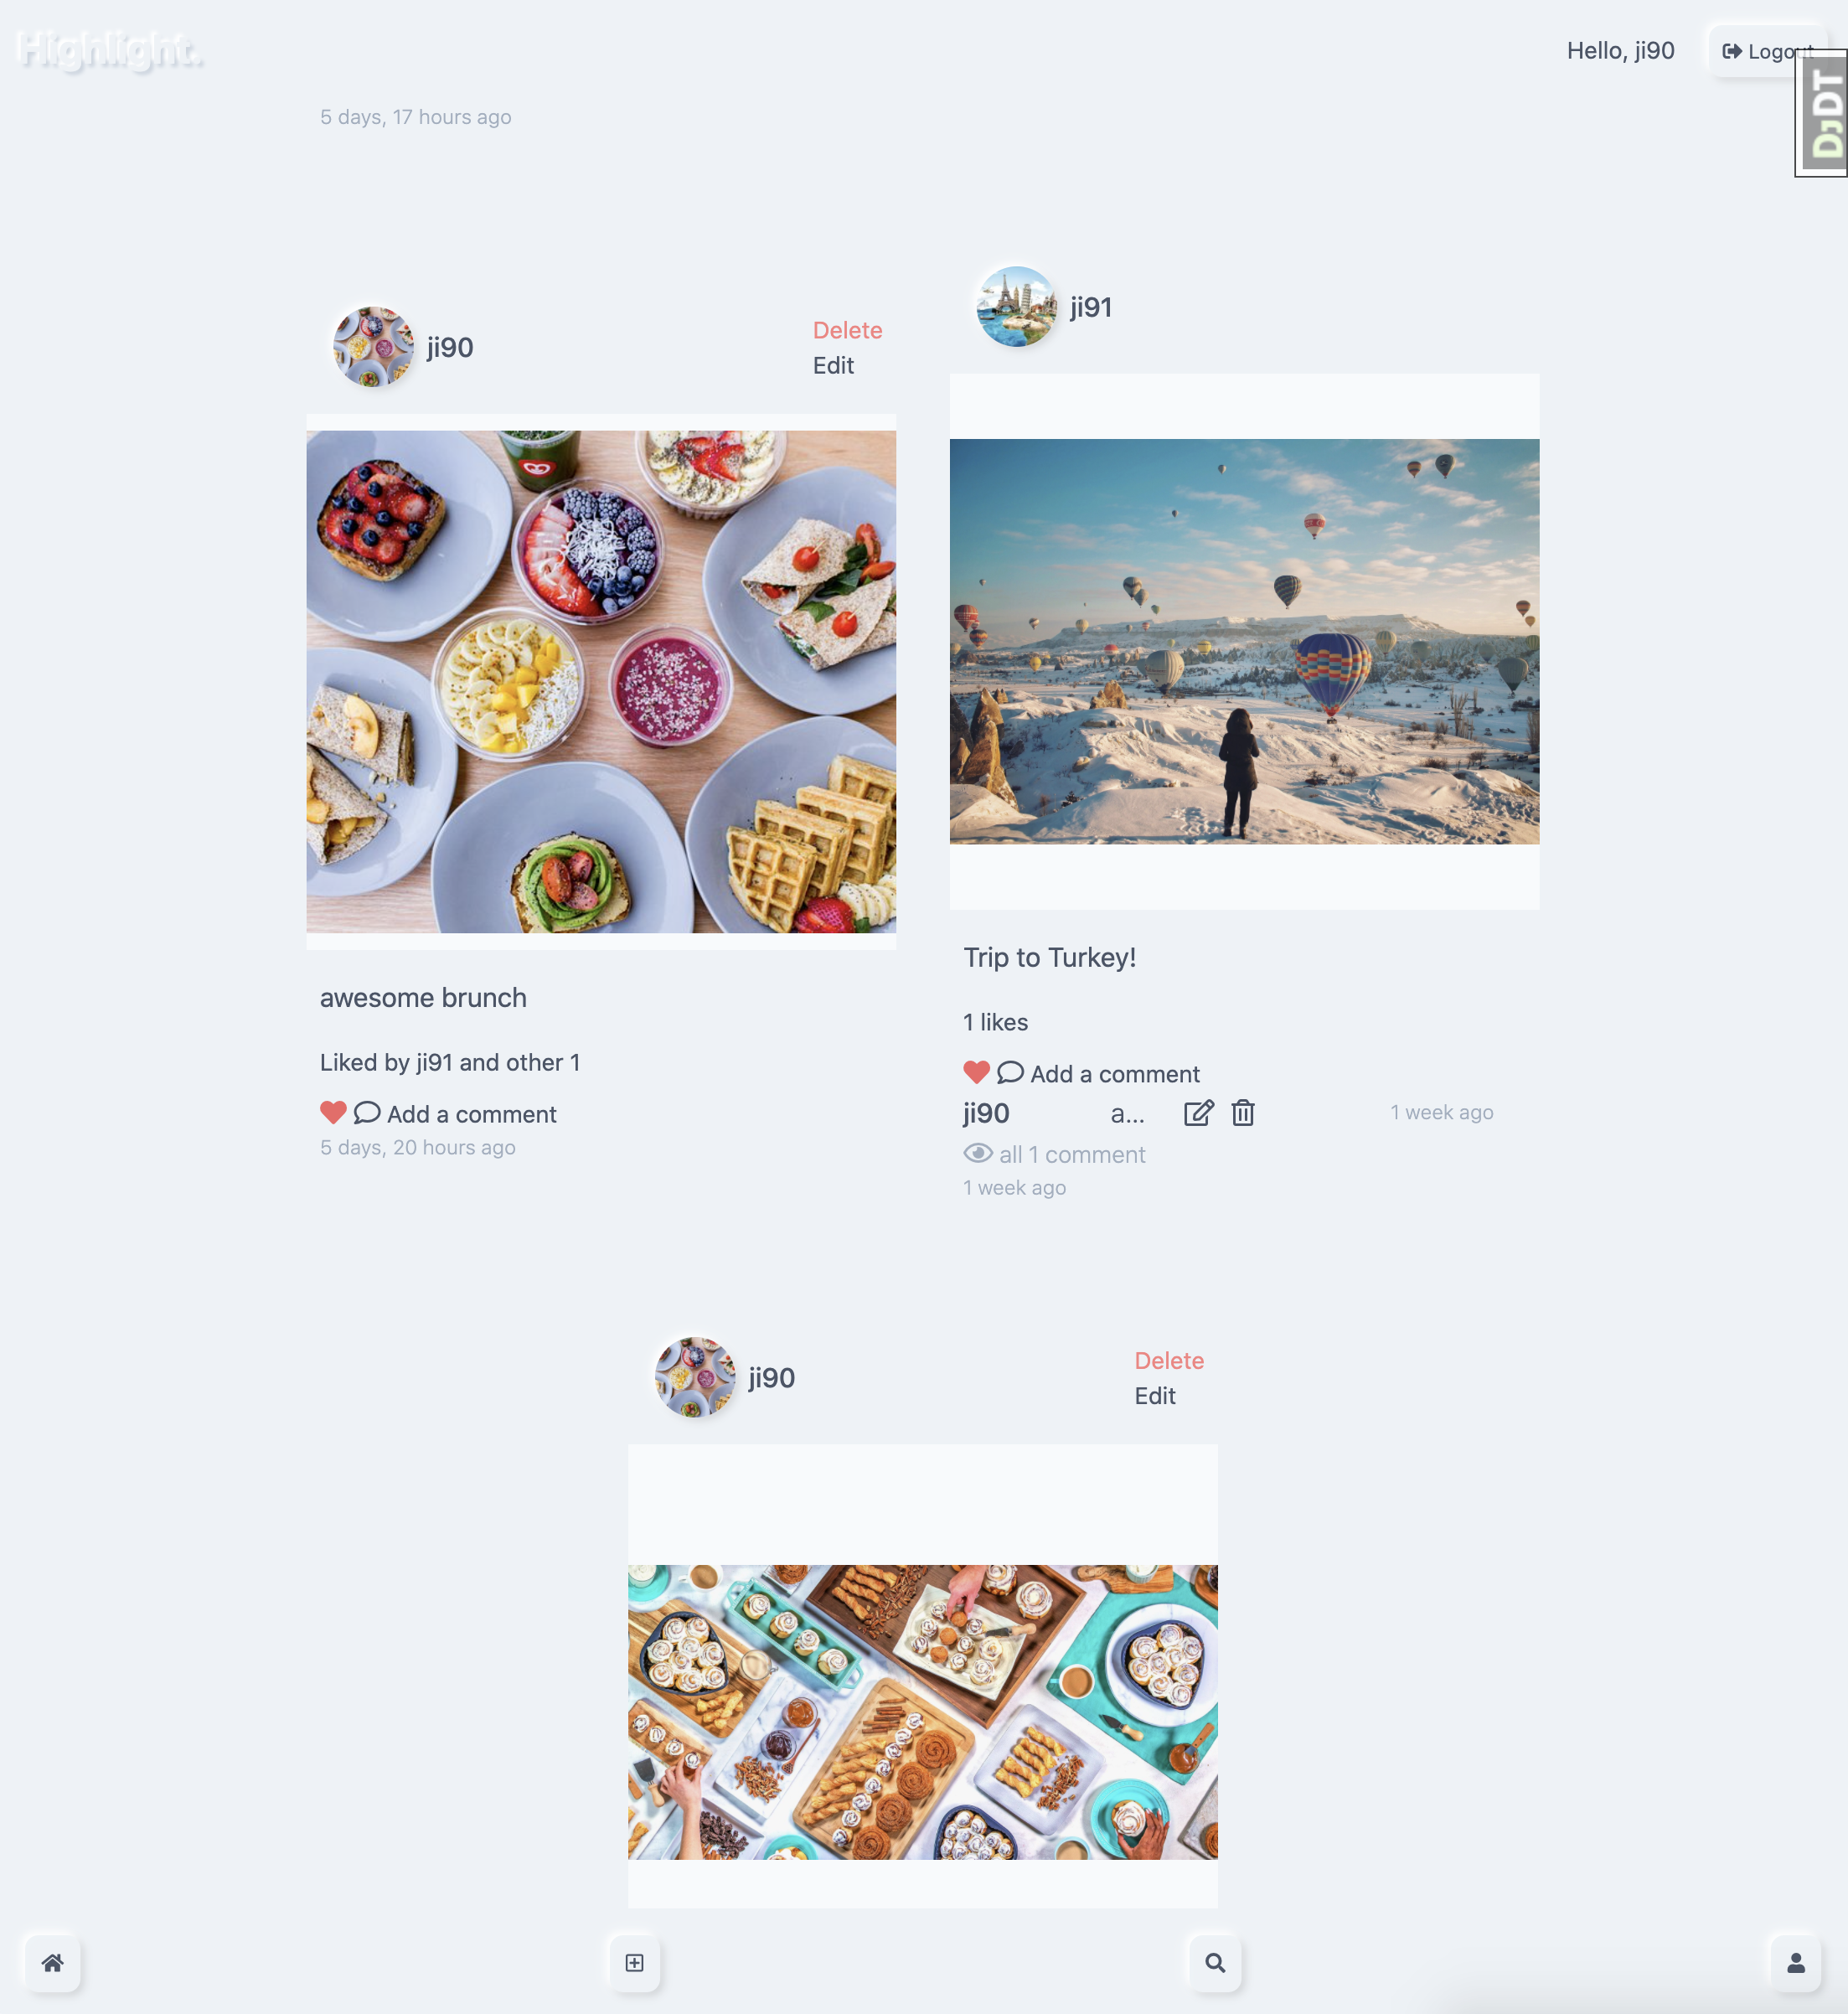 Highlight.
Hello, ji90
Logout
DJDT
5 days, 17 hours ago
ji90
Delete
Edit
awesome brunch
Liked by ji91 and other 1
Add a comment
5 days, 20 hours ago
ji91
Trip to Turkey!
1 likes
Add a comment
ji90 a... 1 week ago
all 1 comment
1 week ago
ji90
Delete
Edit